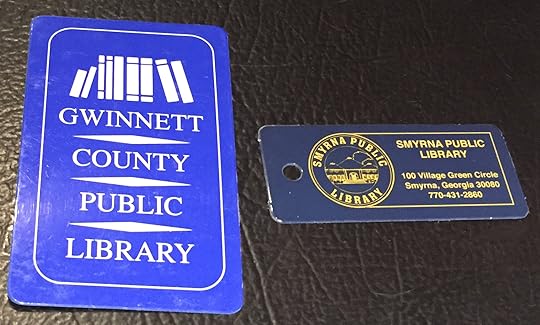 GWINNETT
COUNTY
PUBLIC
LIBRARY
SMYRNA PUBLIC
LIBRARY
SMYRNA PUBLIC
LIBRARY
100 Village Green Circle
Smyrna, Georgia 30080
770-431-2860